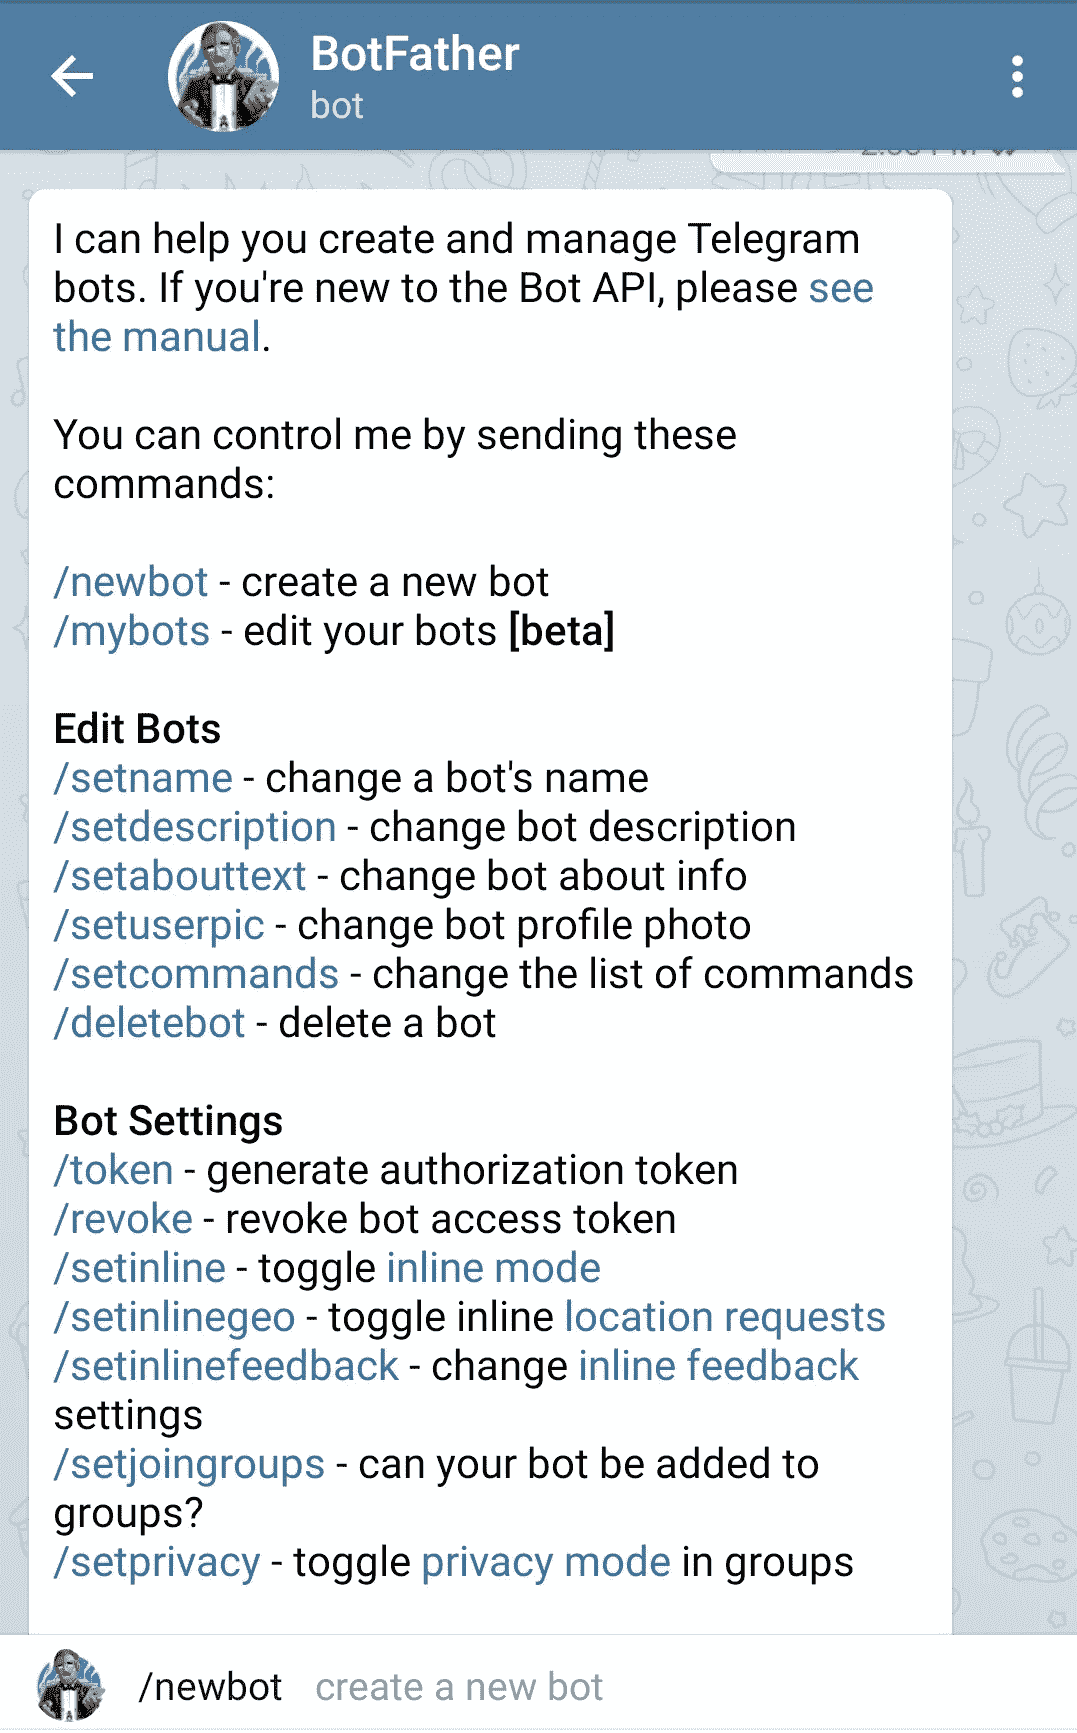 BotFather
bot
I can help you create and manage Telegram
bots. If you're new to the Bot API, please see
the manual.
You can control me by sending these
commands:
/newbot - create a new bot
/mybots - edit your bots [beta]
Edit Bots
/setname - change a bot's name
/setdescription - change bot description
/setabouttext - change bot about info
/setuserpic - change bot profile photo
/setcommands - change the list of commands
/deletebot - delete a bot
Bot Settings
/token - generate authorization token
/revoke - revoke bot access token
/setinline - toggle inline mode
/setinlinegeo - toggle inline location requests
/setinlinefeedback - change inline feedback
settings
/setjoingroups - can your bot be added to
groups?
/setprivacy - toggle privacy mode in groups
/newbot create a new bot